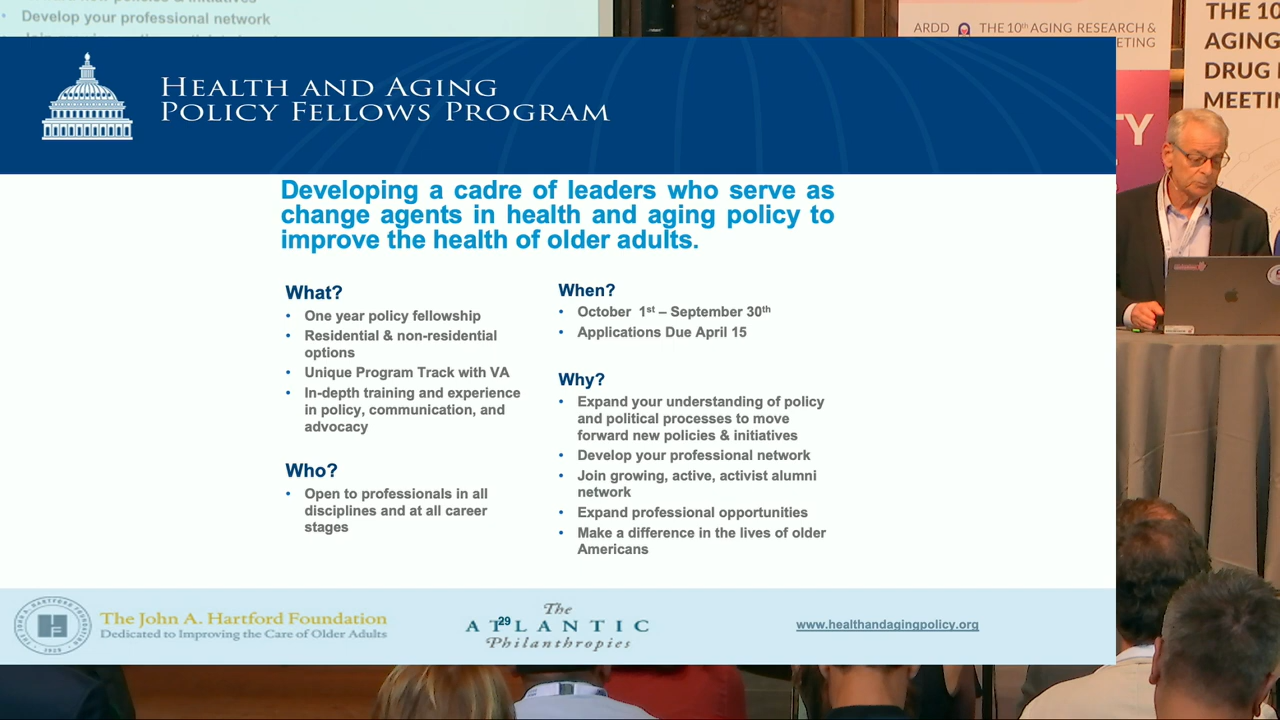 Develop your professional network
ARDD THE 10th AGING RESEARCH &
ETING
THE 10
AGING
DRUG
MEETIN
TY
HEALTH AND AGING
POLICY FELLOWS PROGRAM
Developing a cadre of leaders who serve as
change agents in health and aging policy to
improve the health of older adults.
What?
• One year policy fellowship
• Residential & non-residential
options
• Unique Program Track with VA
• In-depth training and experience
in policy, communication, and
advocacy
Who?
• Open to professionals in all
disciplines and at all career
stages
When?
• October 1st – September 30th
• Applications Due April 15
Why?
• Expand your understanding of policy
and political processes to move
forward new policies & initiatives
• Develop your professional network
• Join growing, active, activist alumni
network
• Expand professional opportunities
• Make a difference in the lives of older
Americans
The John A. Hartford Foundation
Dedicated to Improving the Care of Older Adults
The
ATLANTIC
Philanthropies
29
www.healthandagingpolicy.org